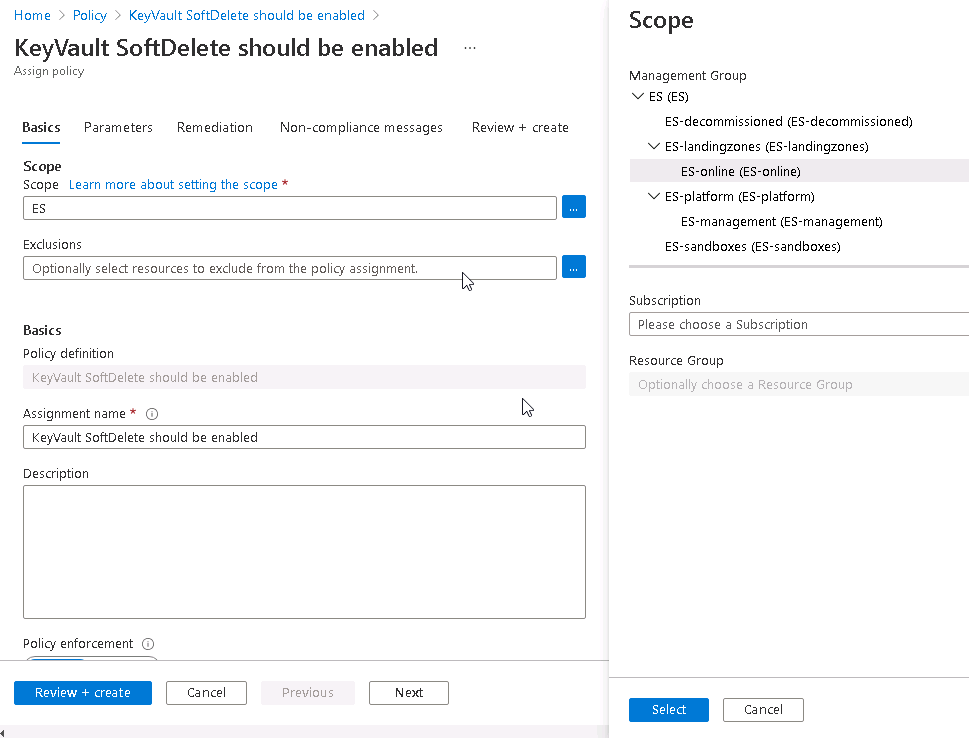 Home > Policy > KeyVault SoftDelete should be enabled >
KeyVault SoftDelete should be enabled ...
Assign policy
Basics Parameters Remediation Non-compliance messages Review + create
Scope
Scope Learn more about setting the scope *
ES
...
Exclusions
Optionally select resources to exclude from the policy assignment.
...
Basics
Policy definition
KeyVault SoftDelete should be enabled
Assignment name *
KeyVault SoftDelete should be enabled
Description
Policy enforcement
Review + create Cancel Previous Next
Scope
Management Group
ES (ES)
ES-decommissioned (ES-decommissioned)
ES-landingzones (ES-landingzones)
ES-online (ES-online)
ES-platform (ES-platform)
ES-management (ES-management)
ES-sandboxes (ES-sandboxes)
Subscription
Please choose a Subscription
Resource Group
Optionally choose a Resource Group
Select Cancel